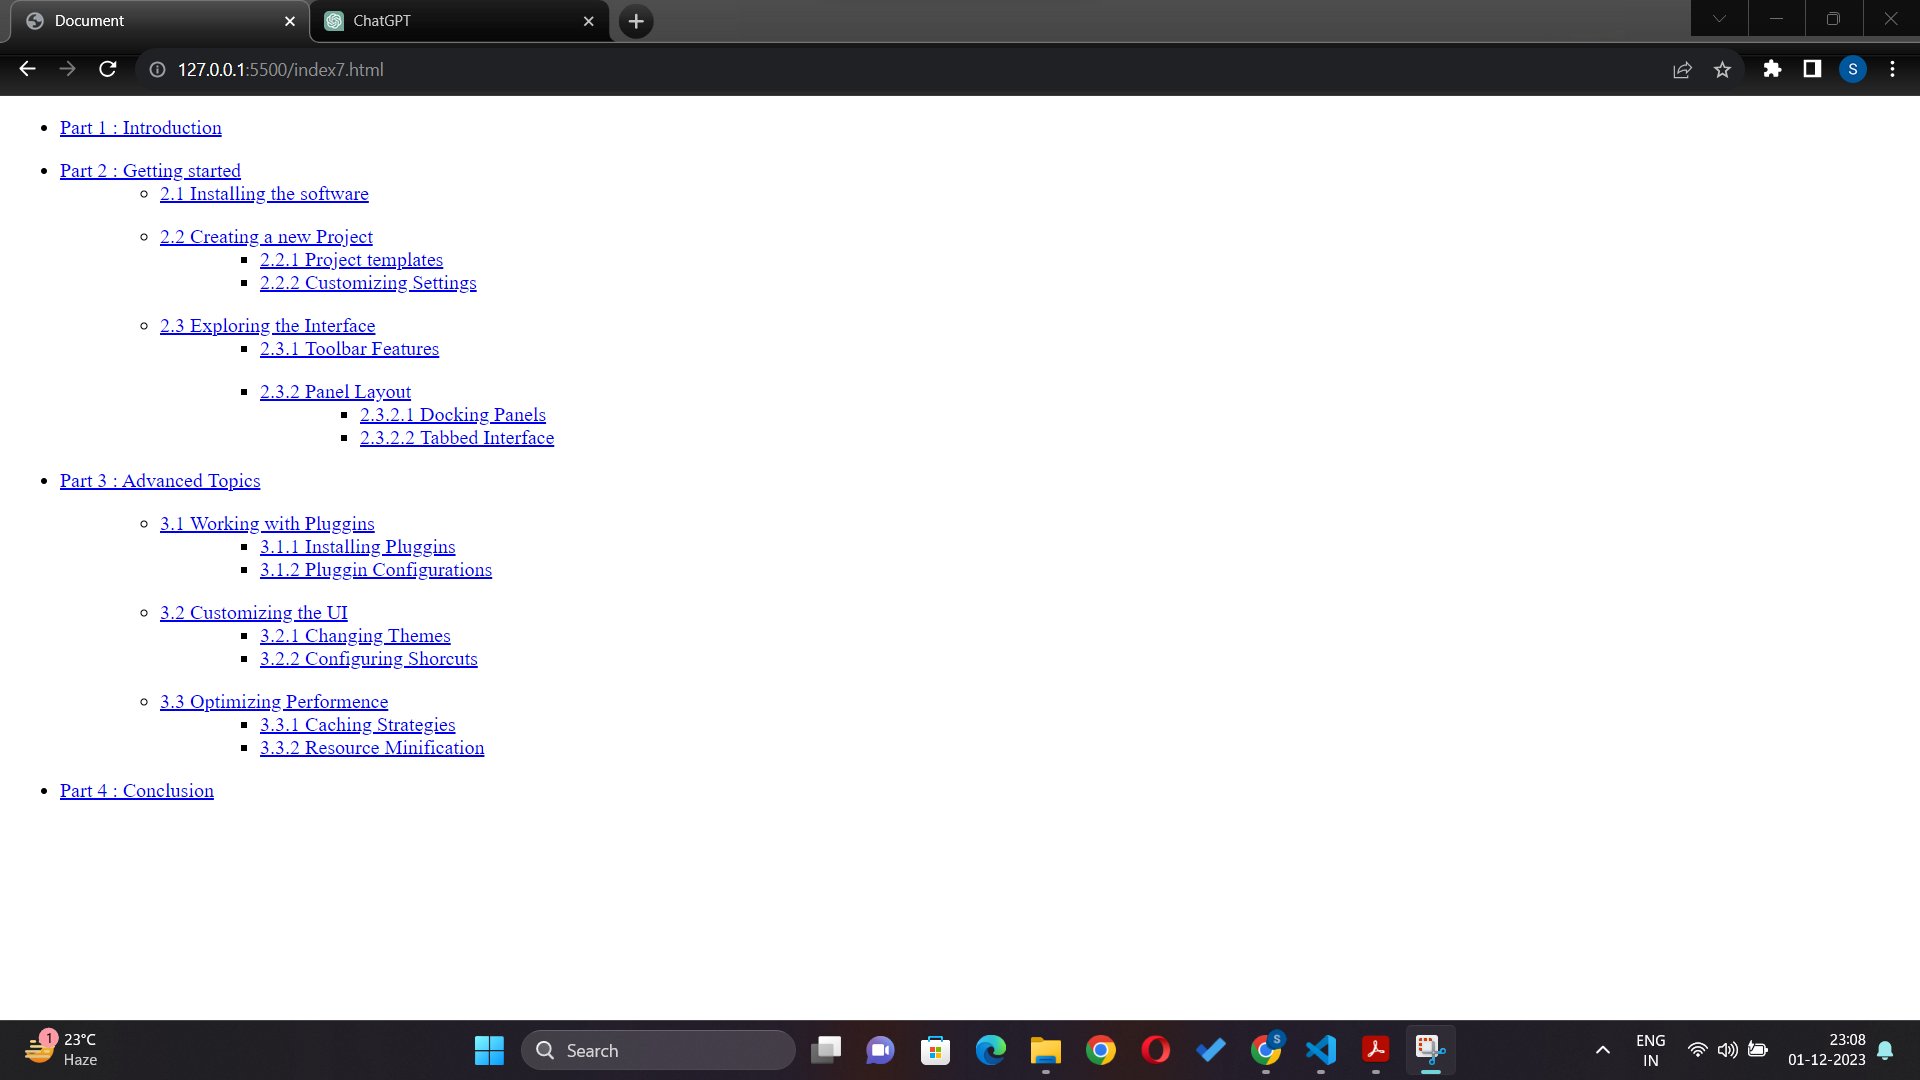 Document
ChatGPT
127.0.0.1:5500/index7.html
S
Part 1 : Introduction
Part 2 : Getting started
2.1 Installing the software
2.2 Creating a new Project
2.2.1 Project templates
2.2.2 Customizing Settings
2.3 Exploring the Interface
2.3.1 Toolbar Features
2.3.2 Panel Layout
2.3.2.1 Docking Panels
2.3.2.2 Tabbed Interface
Part 3 : Advanced Topics
3.1 Working with Pluggins
3.1.1 Installing Pluggins
3.1.2 Pluggin Configurations
3.2 Customizing the UI
3.2.1 Changing Themes
3.2.2 Configuring Shorcuts
3.3 Optimizing Performence
3.3.1 Caching Strategies
3.3.2 Resource Minification
Part 4 : Conclusion
1
23°C
Haze
Search
S
ENG
IN
23:08
01-12-2023